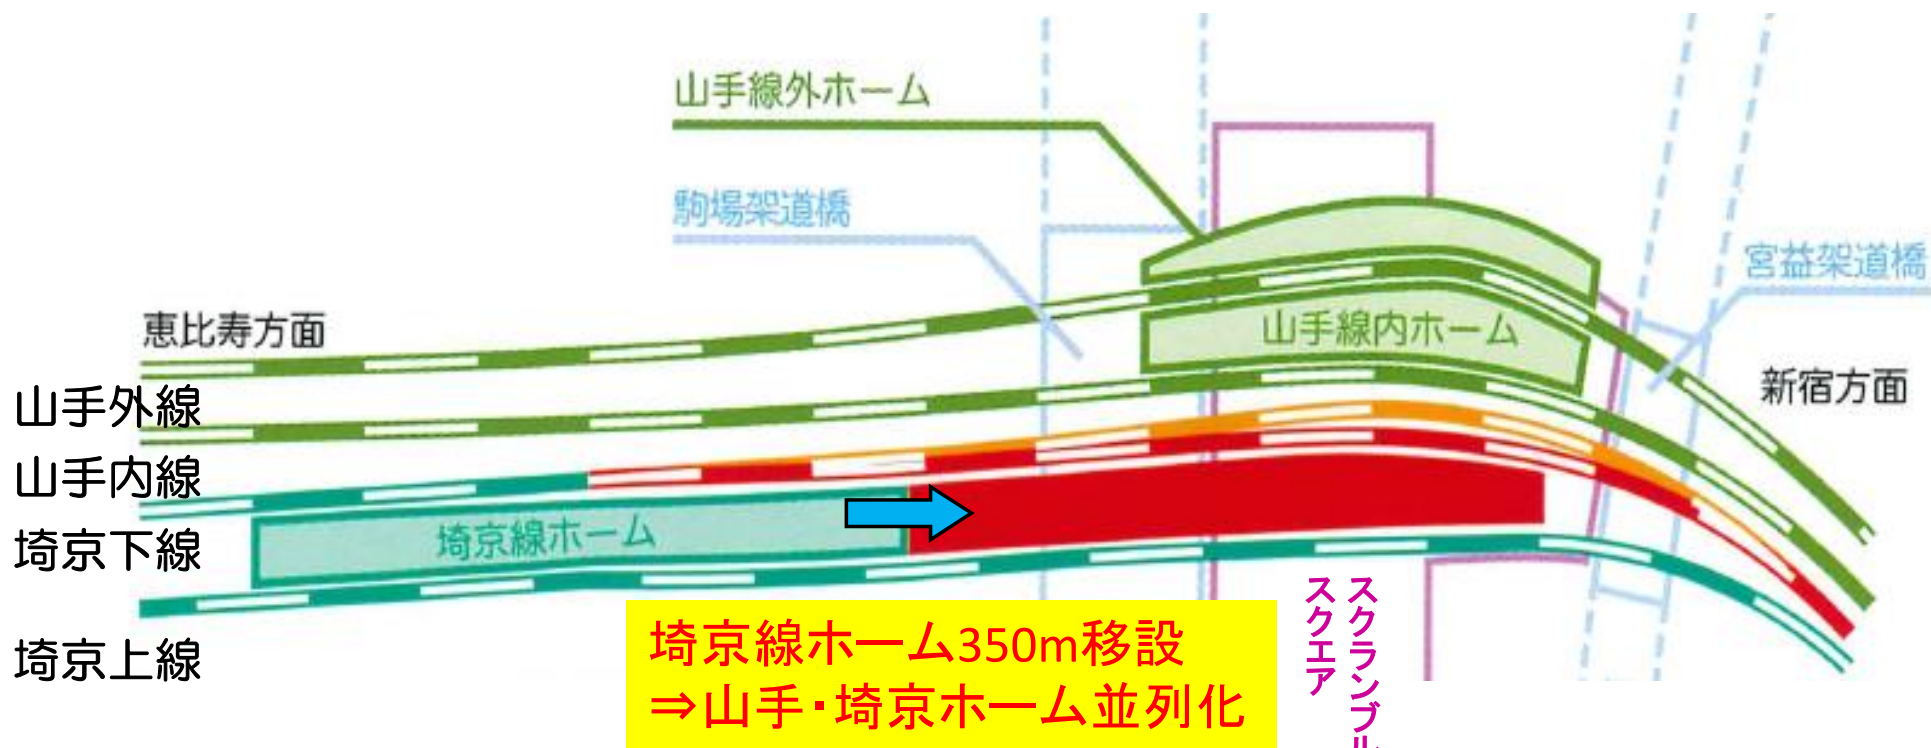 山手線外ホーム
駒場架道橋
宮益架道橋
恵比寿方面
山手線内ホーム
新宿方面
山手外線
山手内線
埼京線ホーム
埼京下線
埼京上線
埼京線ホーム350m移設
⇒山手・埼京ホーム並列化
スクランブル
スクエア